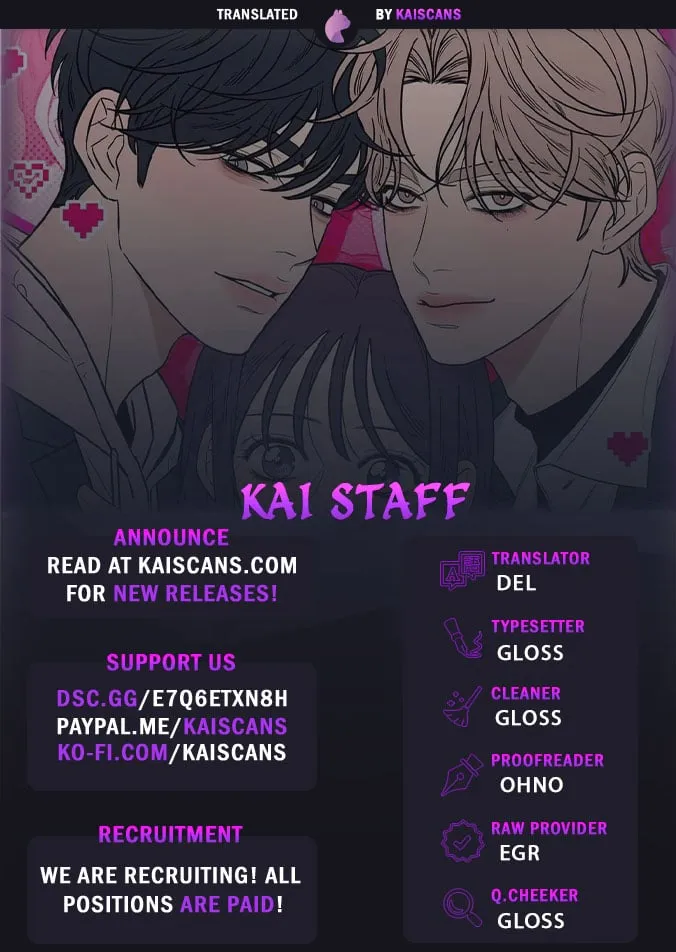 TRANSLATED BY KAISCANS
KAI STAFF
ANNOUNCE
READ AT KAISCANS.COM
FOR NEW RELEASES!
SUPPORT US
DSC.GG/E7Q6ETXN8H
PAYPAL.ME/KAISCANS
KO-FI.COM/KAISCANS
RECRUITMENT
WE ARE RECRUITING! ALL
POSITIONS ARE PAID!
TRANSLATOR
DEL
TYPESETTER
GLOSS
CLEANER
GLOSS
PROOFREADER
OHNO
RAW PROVIDER
EGR
Q.CHEEKER
GLOSS